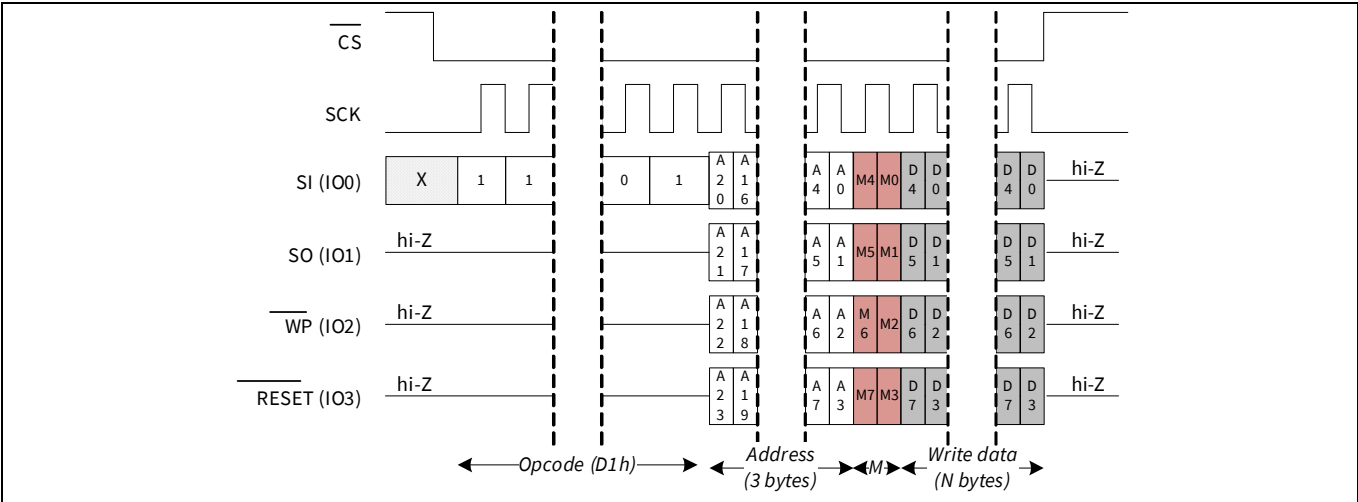 CS
SCK
SI (IO0) X 1 1 0 1 A20 A16 A4 A0 M4 M0 D4 D0 D4 D0 hi-Z
SO (IO1) hi-Z A21 A17 A5 A1 M5 M1 D5 D1 D5 D1 hi-Z
WP (IO2) hi-Z A22 A18 A6 A2 M6 M2 D6 D2 D6 D2 hi-Z
RESET (IO3) hi-Z A23 A19 A7 A3 M7 M3 D7 D3 D7 D3 hi-Z
Opcode (D1h) Address (3 bytes) M Write data (N bytes)